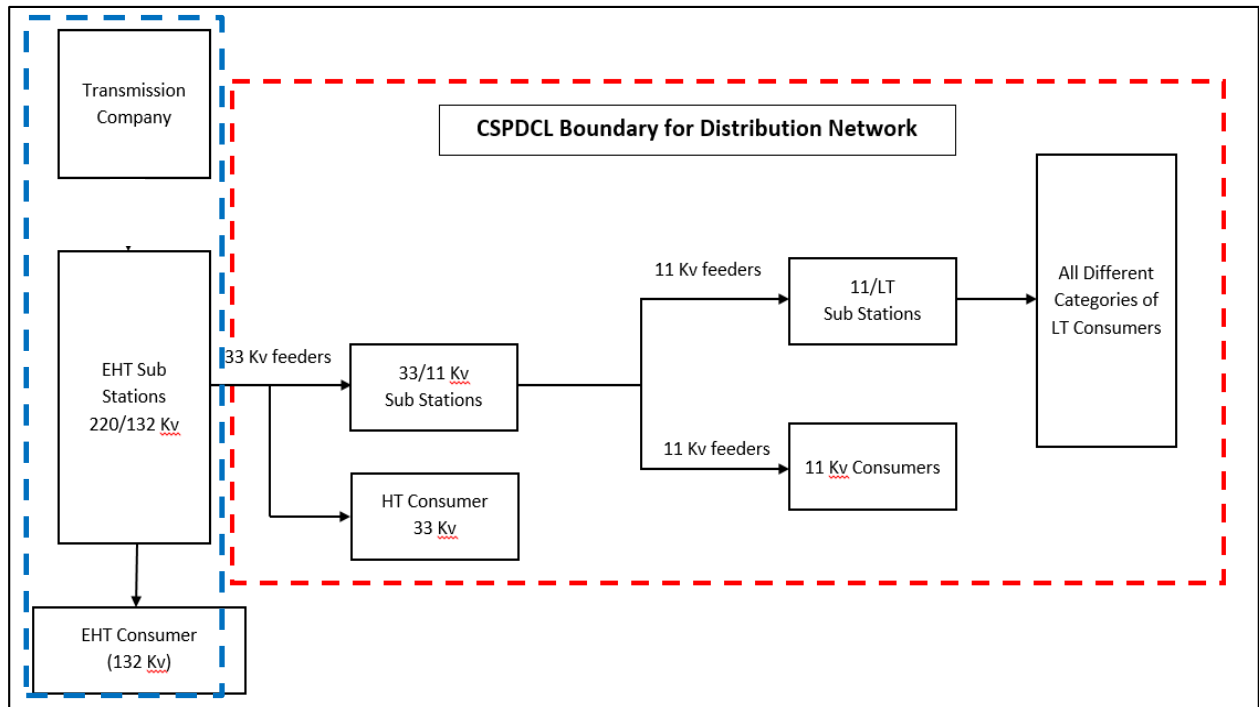 Transmission
Company
CSPDCL Boundary for Distribution Network
EHT Sub
Stations
220/132 Kv
33 Kv feeders
33/11 Kv
Sub Stations
HT Consumer
33 Kv
11 Kv feeders
11/LT
Sub Stations
11 Kv feeders
11 Kv Consumers
All Different
Categories of
LT Consumers
EHT Consumer
(132 Kv)